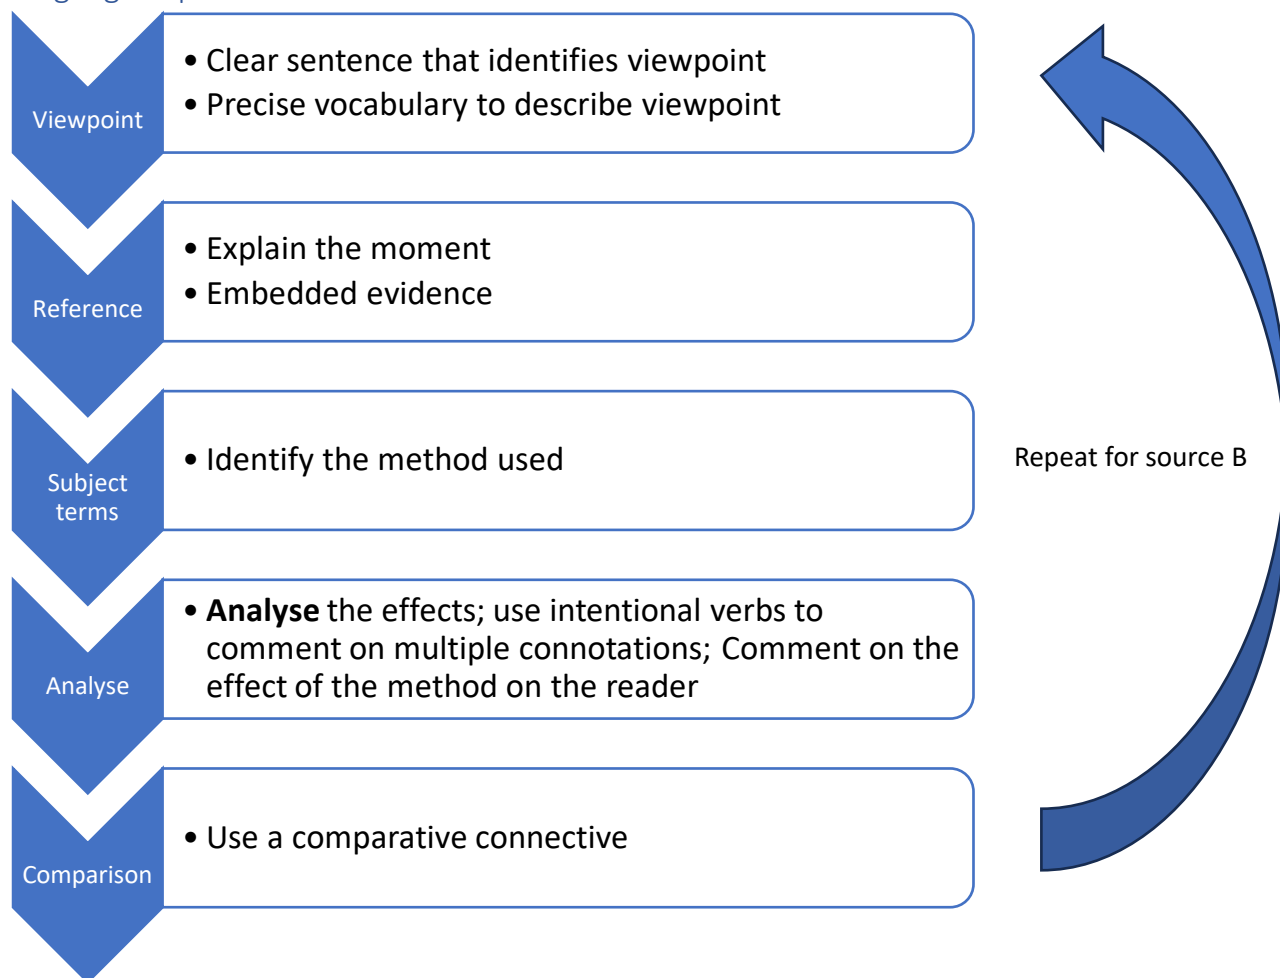 Viewpoint
• Clear sentence that identifies viewpoint
• Precise vocabulary to describe viewpoint
Reference
• Explain the moment
• Embedded evidence
Subject
terms
• Identify the method used
Repeat for source B
Analyse
• Analyse the effects; use intentional verbs to
comment on multiple connotations; Comment on the
effect of the method on the reader
Comparison
• Use a comparative connective